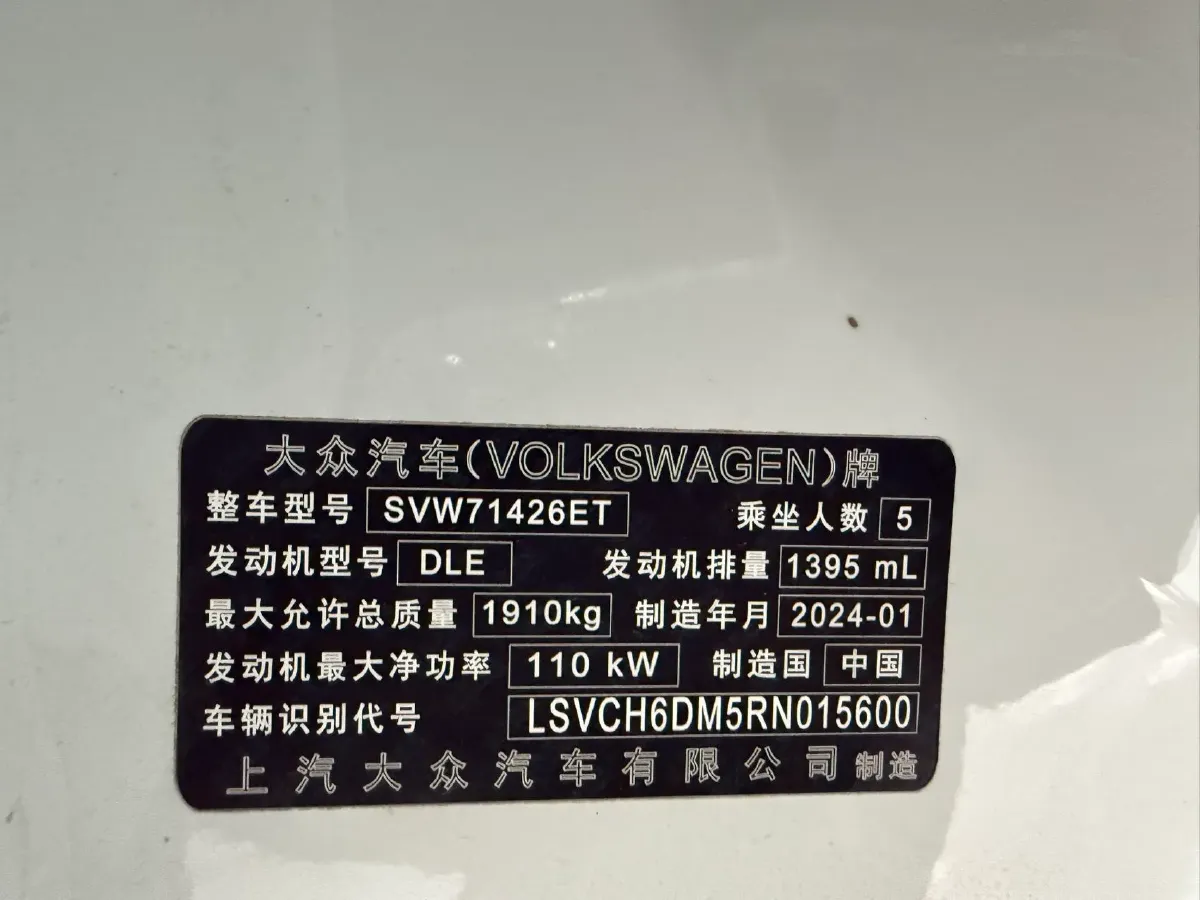 大众汽车(VOLKSWAGEN)牌
整车型号 SVW71426ET 乘坐人数 5
发动机型号 DLE 发动机排量 1395 mL
最大允许总质量 1910kg 制造年月 2024-01
发动机最大净功率 110 kW 制造国 中国
车辆识别代号 LSVCH6DM5RN015600
上汽大众汽车有限公司 制造